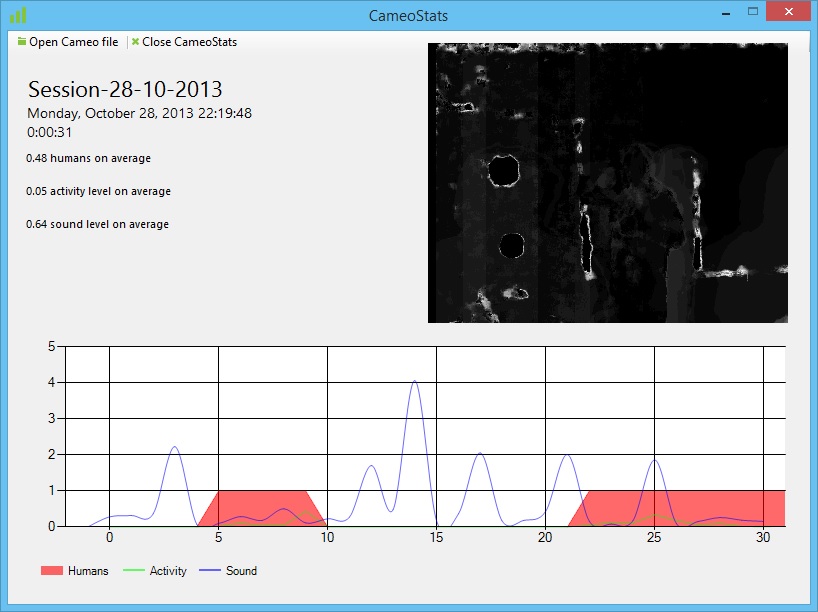 CameoStats
Open Cameo file
Close CameoStats
Session-28-10-2013
Monday, October 28, 2013 22:19:48
0:00:31
0.48 humans on average
0.05 activity level on average
0.64 sound level on average
5
4
3
2
1
0
0 5 10 15 20 25 30
Humans Activity Sound